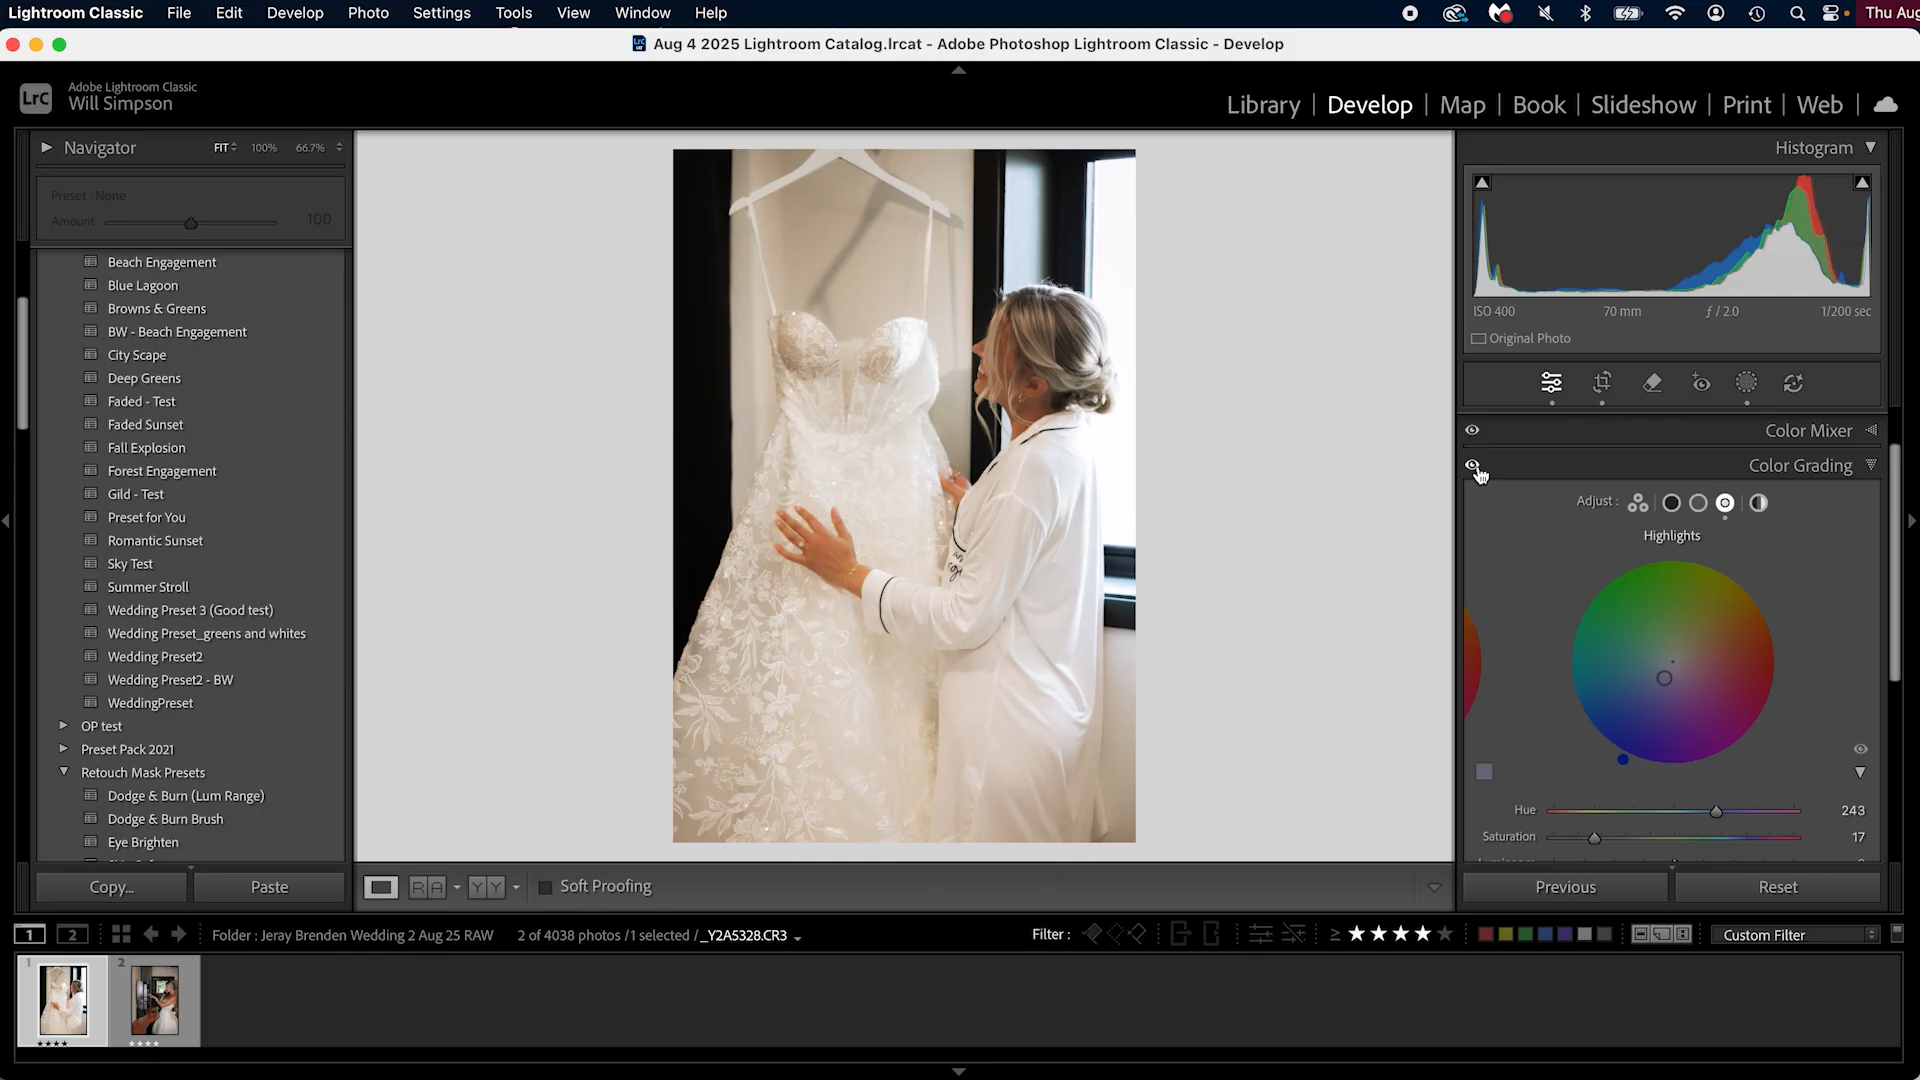 Lightroom Classic File Edit Develop Photo Settings Tools View Window Help Thu Aug
Aug 4 2025 Lightroom Catalog.lrcat - Adobe Photoshop Lightroom Classic - Develop
LrC
Adobe Lightroom Classic
Will Simpson
Library | Develop | Map | Book | Slideshow | Print | Web |
Navigator FIT 100% 66.7%
Preset : None
Amount 100
Beach Engagement
Blue Lagoon
Browns & Greens
BW - Beach Engagement
City Scape
Deep Greens
Faded - Test
Faded Sunset
Fall Explosion
Forest Engagement
Gild - Test
Preset for You
Romantic Sunset
Sky Test
Summer Stroll
Wedding Preset 3 (Good test)
Wedding Preset_greens and whites
Wedding Preset2
Wedding Preset2 - BW
WeddingPreset
OP test
Preset Pack 2021
Retouch Mask Presets
Dodge & Burn (Lum Range)
Dodge & Burn Brush
Eye Brighten
Copy... Paste
Histogram
ISO 400 70 mm ƒ / 2.0 1/200 sec
Original Photo
Color Mixer
Color Grading
Adjust :
Highlights
Hue 243
Saturation 17
Previous Reset
RA YY Soft Proofing
1 2 Folder : Jeray Brenden Wedding 2 Aug 25 RAW 2 of 4038 photos /1 selected /_Y2A5328.CR3 Filter : ≥ ★★★★★ Custom Filter
1 2
★★★★ ★★★★